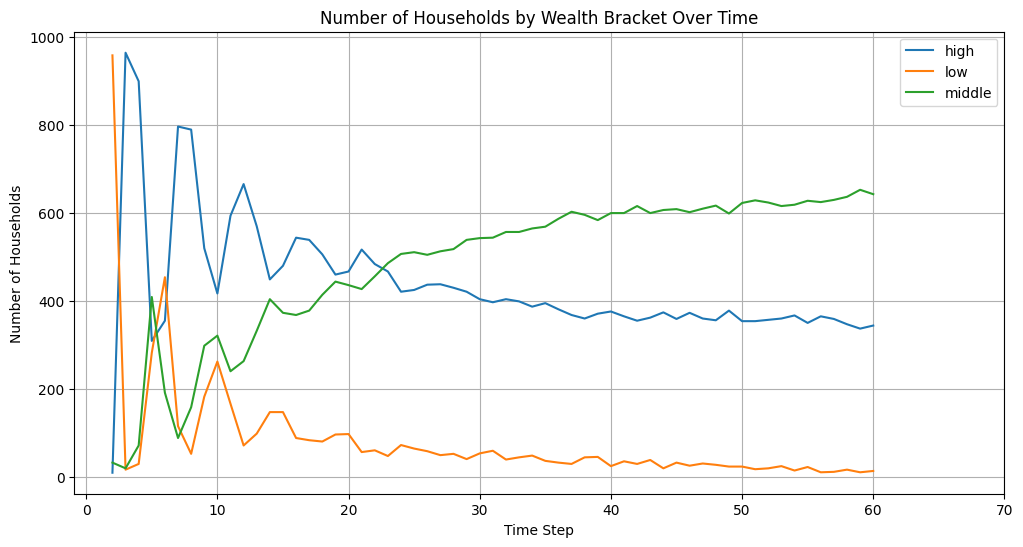 Number of Households by Wealth Bracket Over Time
high
low
middle
Number of Households
1000
800
600
400
200
0
0 10 20 30 40 50 60 70
Time Step